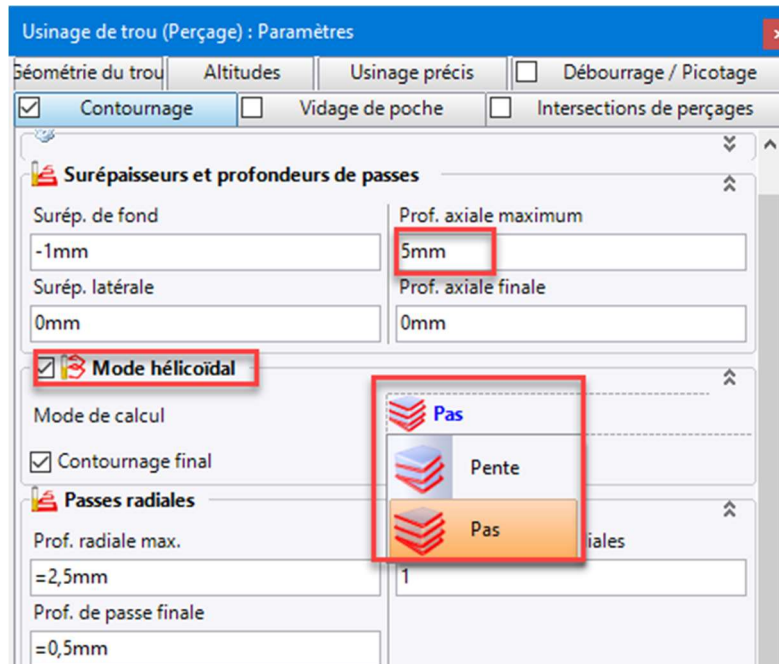 Usinage de trou (Perçage) : Paramètres
Géométrie du trou Altitudes Usinage précis Débourrage / Picotage
Contournage Vidage de poche Intersections de perçages
Surépaisseurs et profondeurs de passes
Surép. de fond Prof. axiale maximum
-1mm 5mm
Surép. latérale Prof. axiale finale
0mm 0mm
Mode hélicoïdal
Mode de calcul Pas
Contournage final Pente
Passes radiales
Pas
Prof. radiale max. iales
=2,5mm 1
Prof. de passe finale
=0,5mm